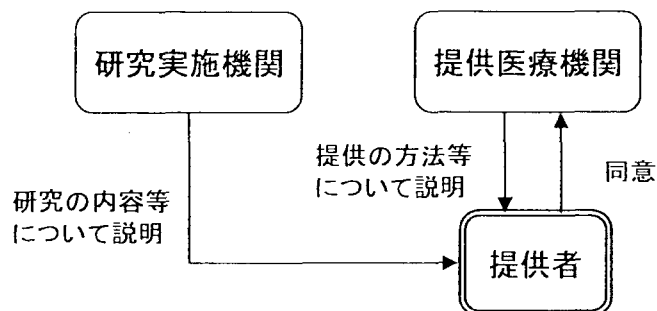 研究実施機関
提供医療機関
提供の方法等
について説明
同意
研究の内容等
について説明
提供者